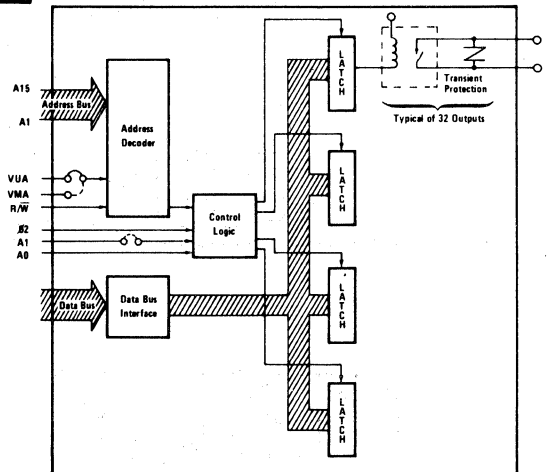 A15
Address Bus
A1
Address
Decoder
VUA
VMA
R/W̅
ø2
A1
A0
Control
Logic
Data Bus
Data Bus
Interface
LATCH
LATCH
LATCH
LATCH
Transient
Protection
Typical of 32 Outputs